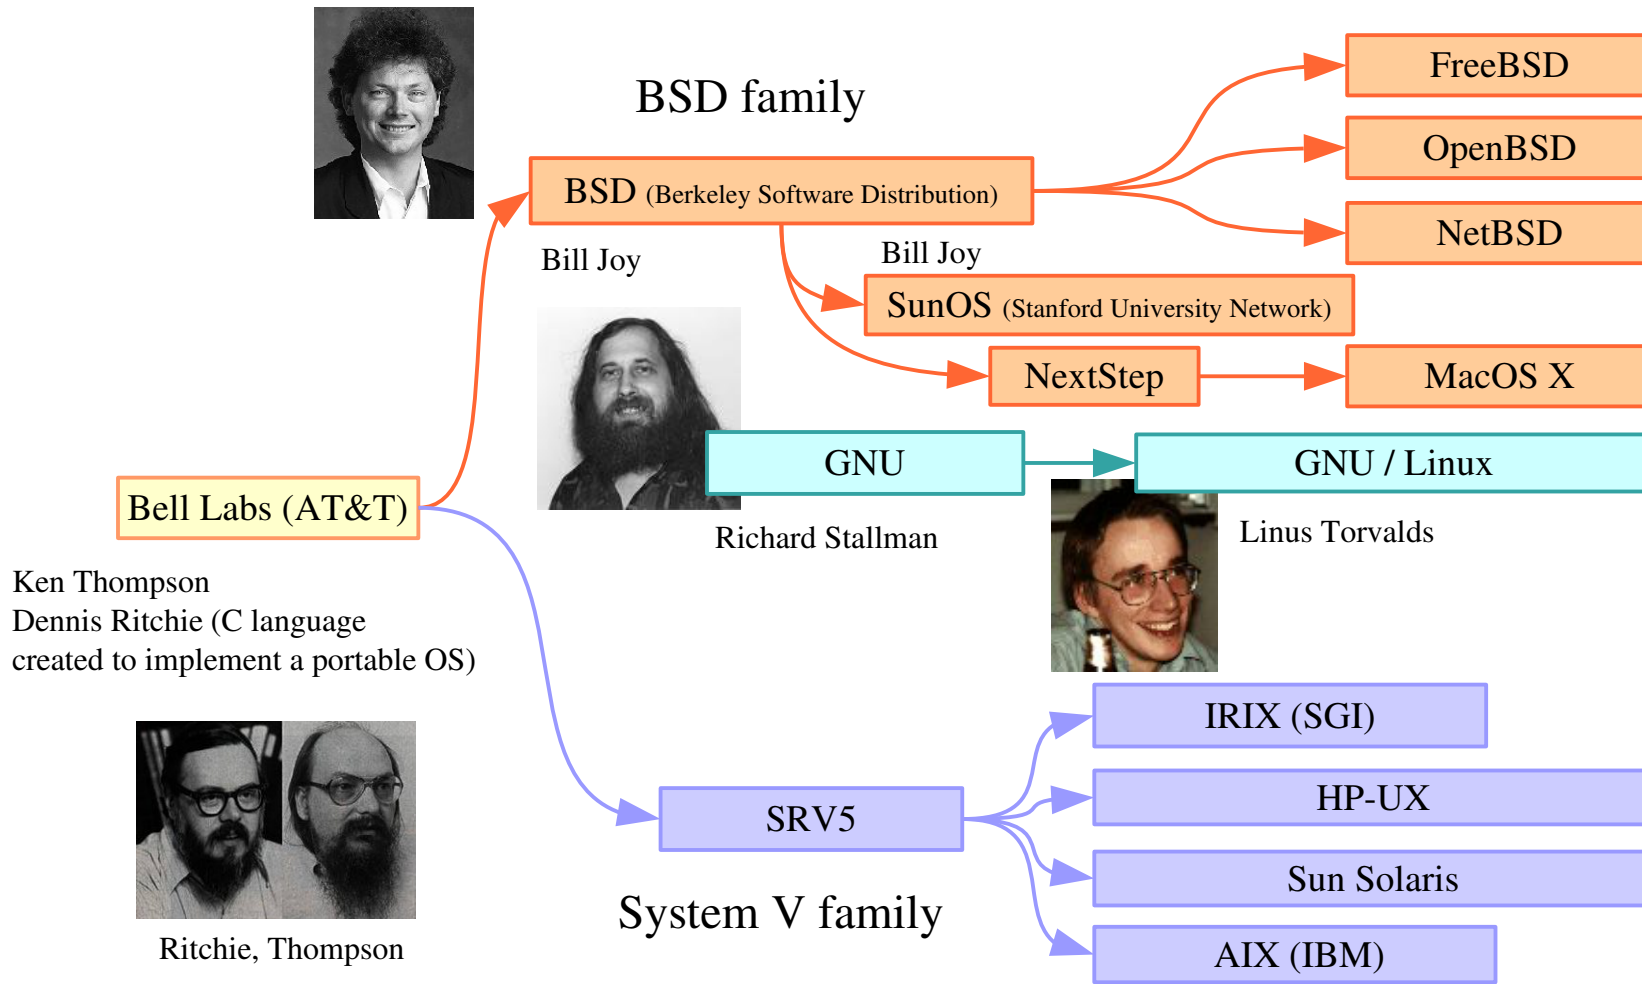 BSD family
FreeBSD
OpenBSD
BSD (Berkeley Software Distribution)
NetBSD
Bill Joy
Bill Joy
SunOS (Stanford University Network)
NextStep
MacOS X
GNU
GNU / Linux
Bell Labs (AT&T)
Richard Stallman
Linus Torvalds
Ken Thompson
Dennis Ritchie (C language
created to implement a portable OS)
IRIX (SGI)
HP-UX
SRV5
Sun Solaris
System V family
Ritchie, Thompson
AIX (IBM)